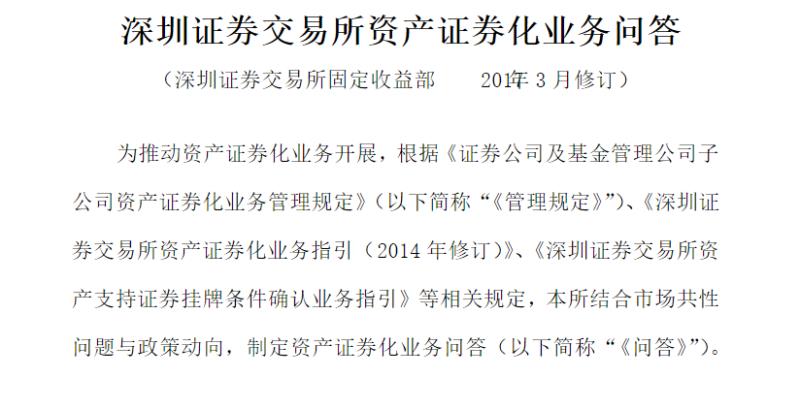 深圳证券交易所资产证券化业务问答
（深圳证券交易所固定收益部 2017年 3 月修订）
为推动资产证券化业务开展，根据《证券公司及基金管理公司子
公司资产证券化业务管理规定》（以下简称“《管理规定》”）、《深圳证
券交易所资产证券化业务指引（2014 年修订）》、《深圳证券交易所资
产支持证券挂牌条件确认业务指引》等相关规定，本所结合市场共性
问题与政策动向，制定资产证券化业务问答（以下简称“《问答》”）。